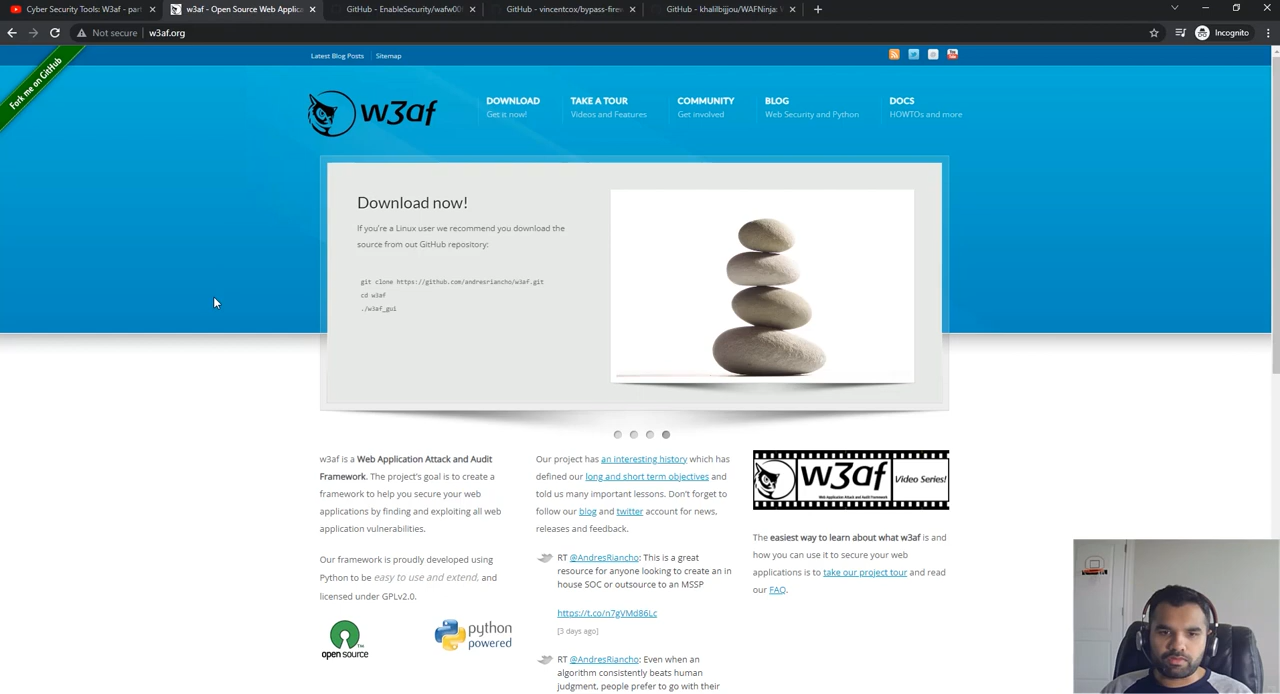 Cyber Security Tools: W3af - part
w3af - Open Source Web Applica
GitHub - EnableSecurity/wafw00f
GitHub - vincentcox/bypass-fire
GitHub - khalilbijjou/WAFNinja:
Not secure w3af.org
Incognito
Fork me on GitHub
Latest Blog Posts Sitemap
w3af
DOWNLOAD
Get it now!
TAKE A TOUR
Videos and Features
COMMUNITY
Get involved
BLOG
Web Security and Python
DOCS
HOWTOs and more
Download now!
If you're a Linux user we recommend you download the
source from out GitHub repository:
git clone https://github.com/andresriancho/w3af.git
cd w3af
./w3af_gui
w3af is a Web Application Attack and Audit
Framework. The project's goal is to create a
framework to help you secure your web
applications by finding and exploiting all web
application vulnerabilities.
Our framework is proudly developed using
Python to be easy to use and extend, and
licensed under GPLv2.0.
open source
python
powered
Our project has an interesting history which has
defined our long and short term objectives and
told us many important lessons. Don't forget to
follow our blog and twitter account for news,
releases and feedback.
RT @AndresRiancho: This is a great
resource for anyone looking to create an in
house SOC or outsource to an MSSP
https://t.co/n7gVMd86Lc
[3 days ago]
RT @AndresRiancho: Even when an
algorithm consistently beats human
judgment, people prefer to go with their
w3af
Web Application Attack and Audit Framework
Video Series!
The easiest way to learn about what w3af is and
how you can use it to secure your web
applications is to take our project tour and read
our FAQ.